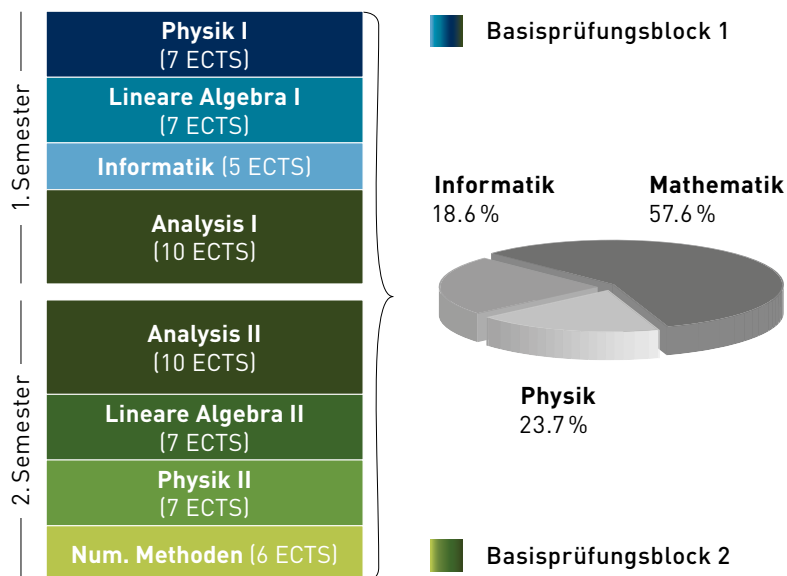 1. Semester
Physik I
(7 ECTS)
Lineare Algebra I
(7 ECTS)
Informatik (5 ECTS)
Analysis I
(10 ECTS)
2. Semester
Analysis II
(10 ECTS)
Lineare Algebra II
(7 ECTS)
Physik II
(7 ECTS)
Num. Methoden (6 ECTS)
Basisprüfungsblock 1
Informatik
18.6 %
Mathematik
57.6 %
Physik
23.7 %
Basisprüfungsblock 2